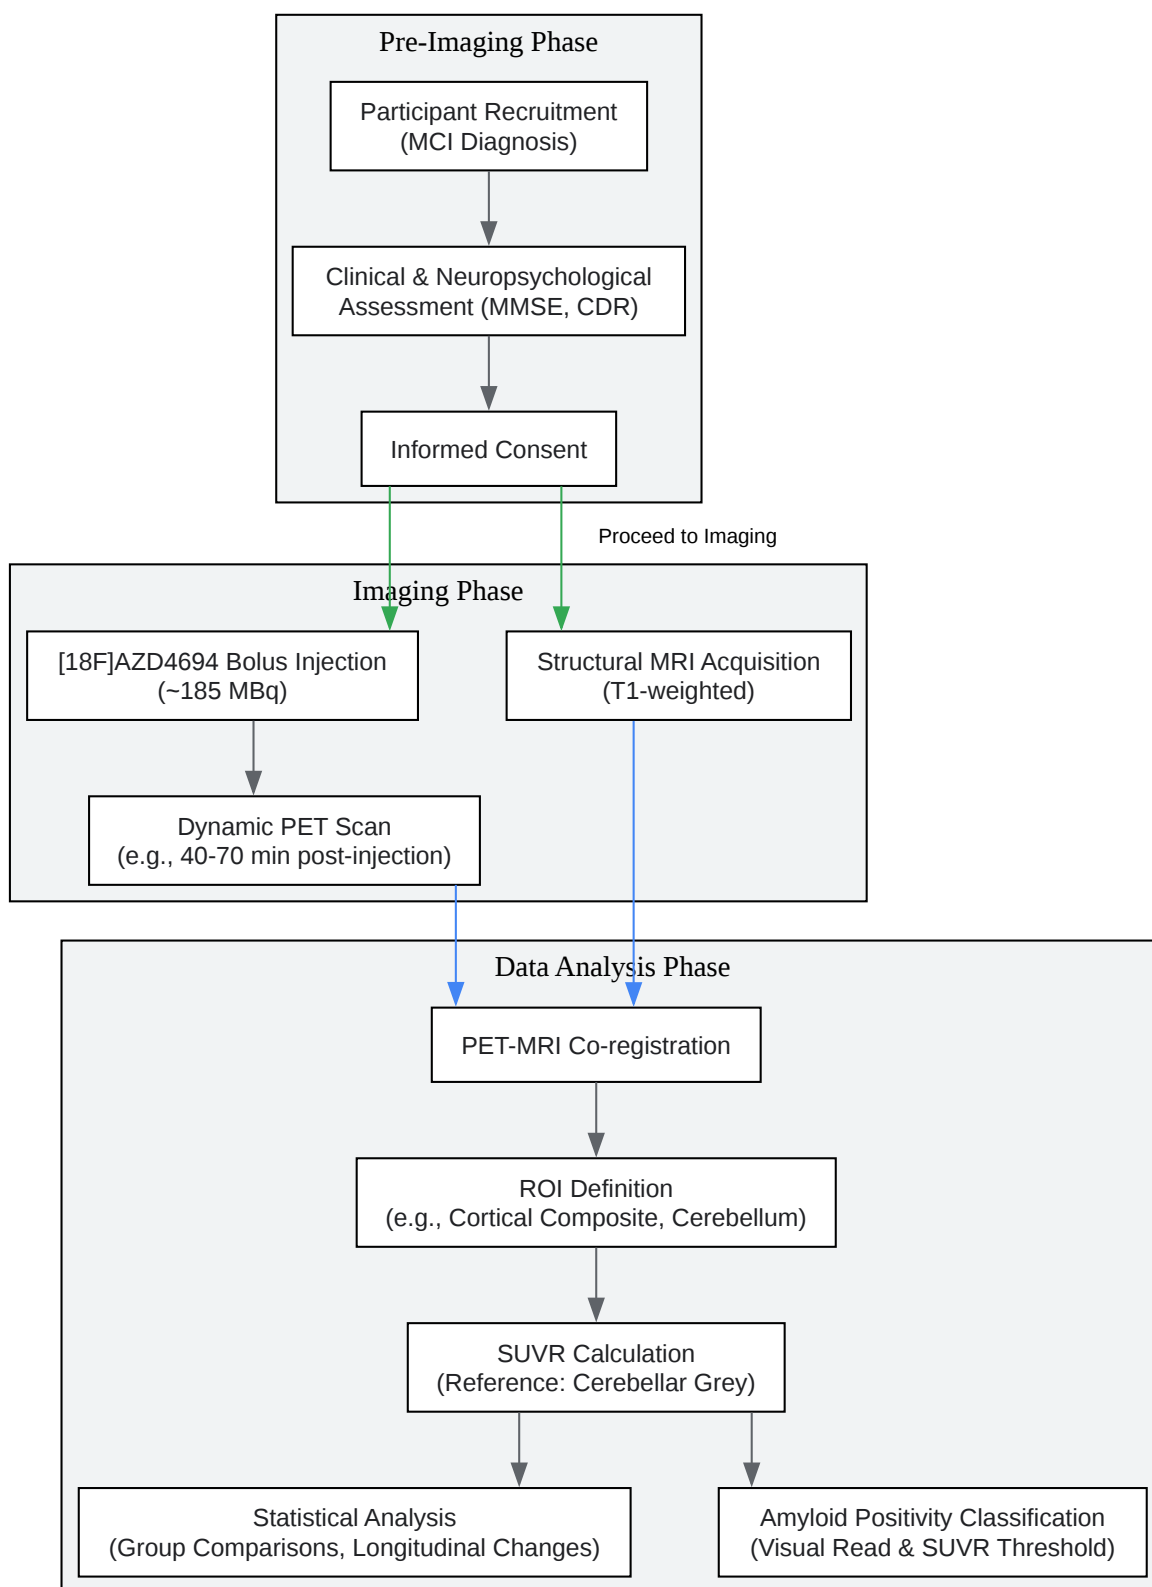 Pre-Imaging Phase
Participant Recruitment
(MCI Diagnosis)
Clinical & Neuropsychological
Assessment (MMSE, CDR)
Informed Consent
Proceed to Imaging
Imaging Phase
[18F]AZD4694 Bolus Injection
(~185 MBq)
Structural MRI Acquisition
(T1-weighted)
Dynamic PET Scan
(e.g., 40-70 min post-injection)
Data Analysis Phase
PET-MRI Co-registration
ROI Definition
(e.g., Cortical Composite, Cerebellum)
SUVR Calculation
(Reference: Cerebellar Grey)
Statistical Analysis
(Group Comparisons, Longitudinal Changes)
Amyloid Positivity Classification
(Visual Read & SUVR Threshold)